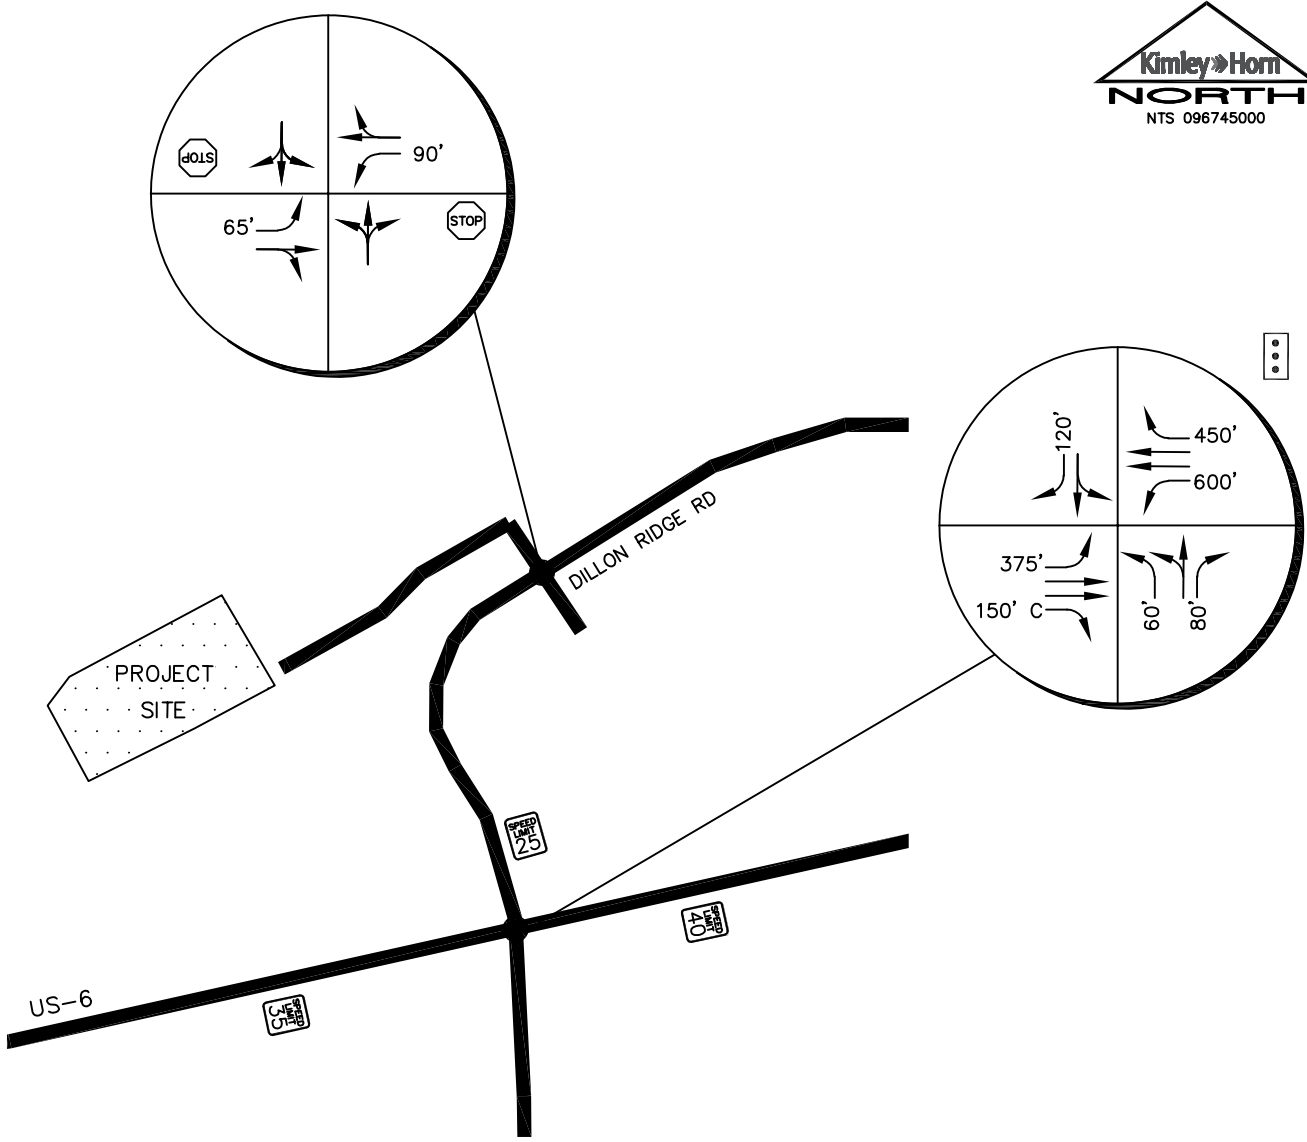 Kimley»Horn
NORTH
NTS 096745000
STOP
90'
65'
STOP
120'
450'
600'
375'
150' C
60'
80'
DILLON RIDGE RD
PROJECT
SITE
SPEED
LIMIT
25
SPEED
LIMIT
40
US-6
SPEED
LIMIT
35